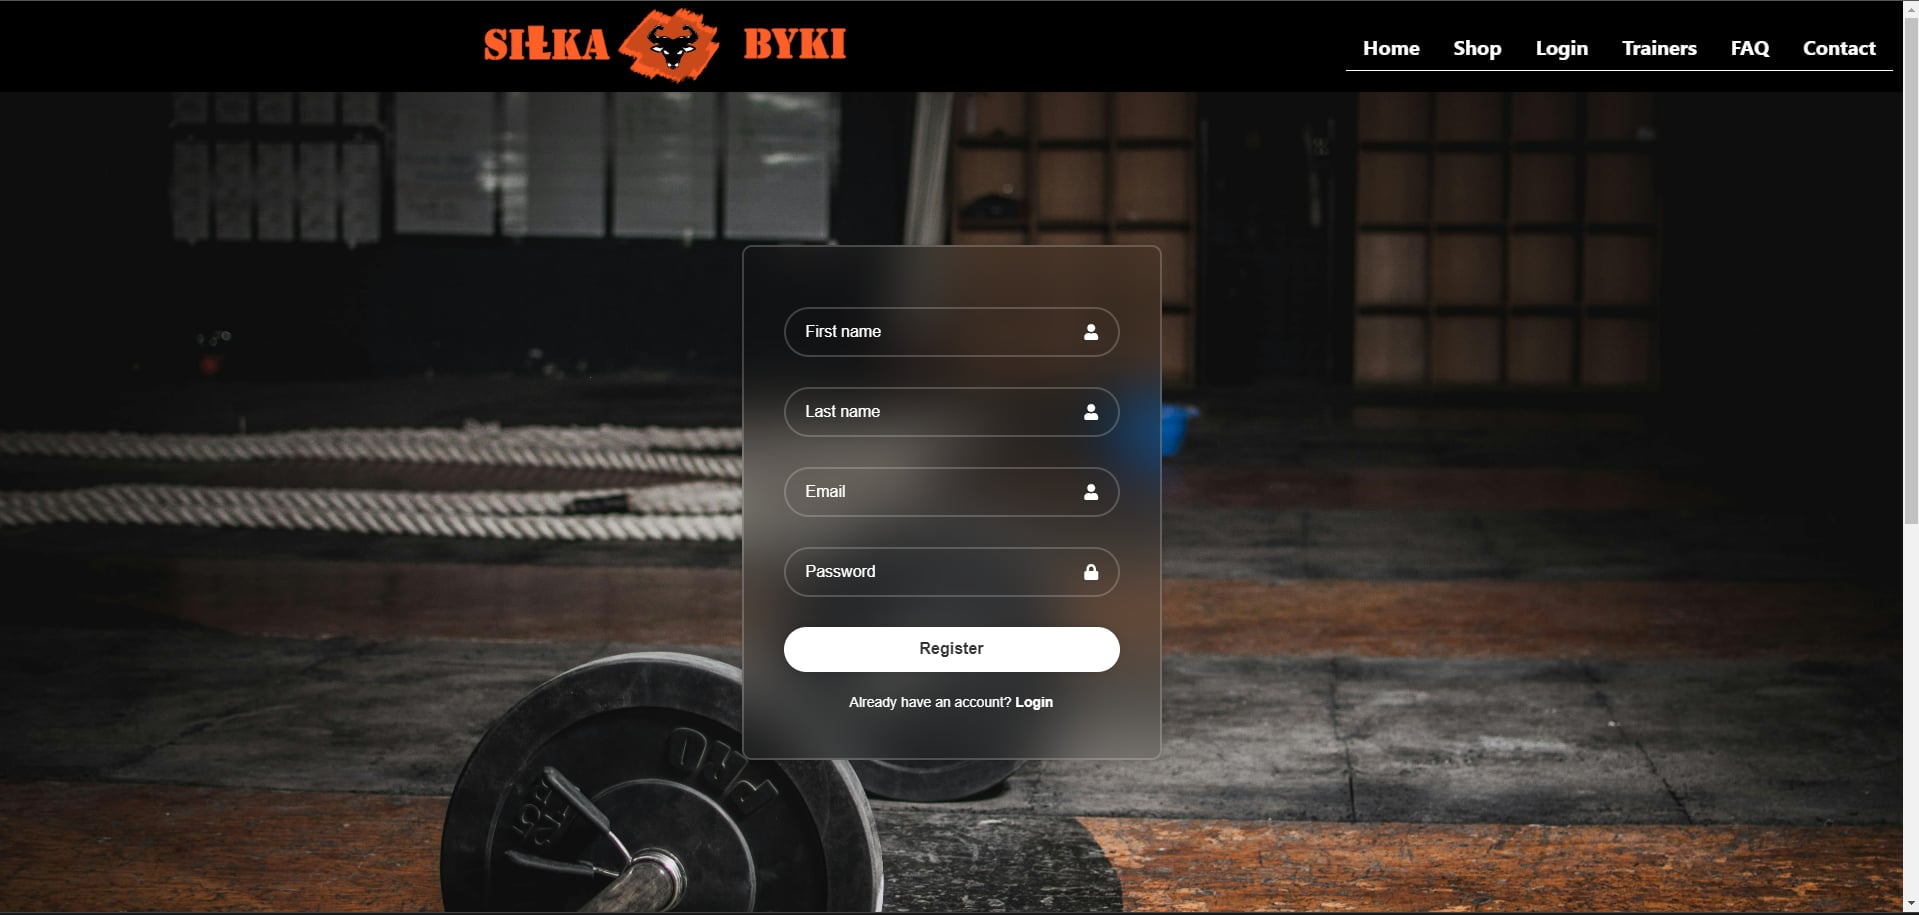 SIŁKA BYKI
Home Shop Login Trainers FAQ Contact
First name
Last name
Email
Password
Register
Already have an account? Login